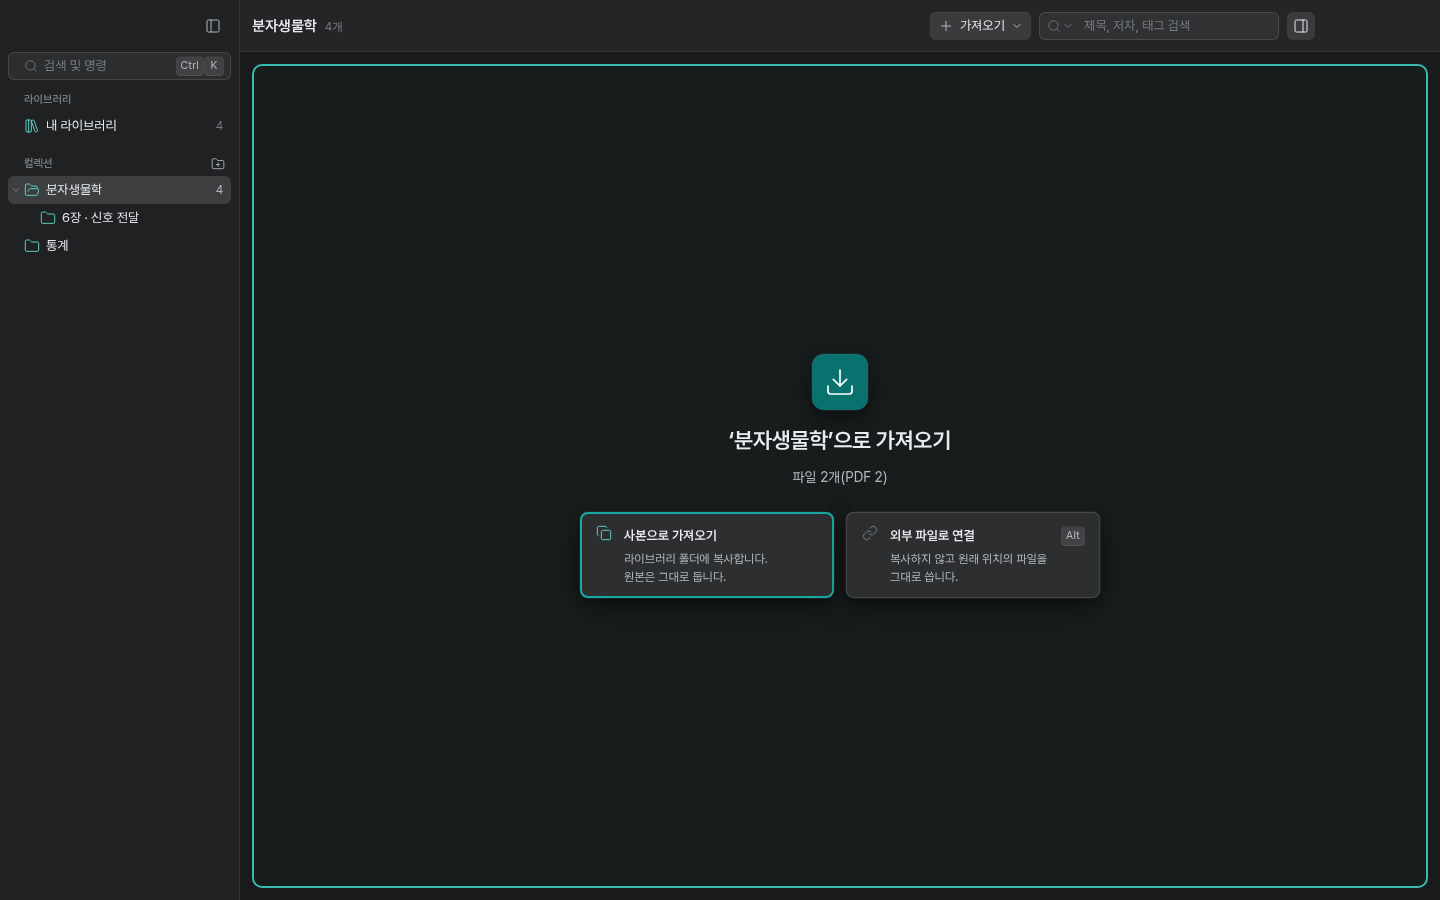 분자생물학 4개
가져오기
제목, 저자, 태그 검색
검색 및 명령 Ctrl K
라이브러리
내 라이브러리 4
컬렉션
분자생물학 4
6장 · 신호 전달
통계
‘분자생물학’으로 가져오기
파일 2개(PDF 2)
사본으로 가져오기
라이브러리 폴더에 복사합니다.
원본은 그대로 둡니다.
외부 파일로 연결 Alt
복사하지 않고 원래 위치의 파일을
그대로 씁니다.